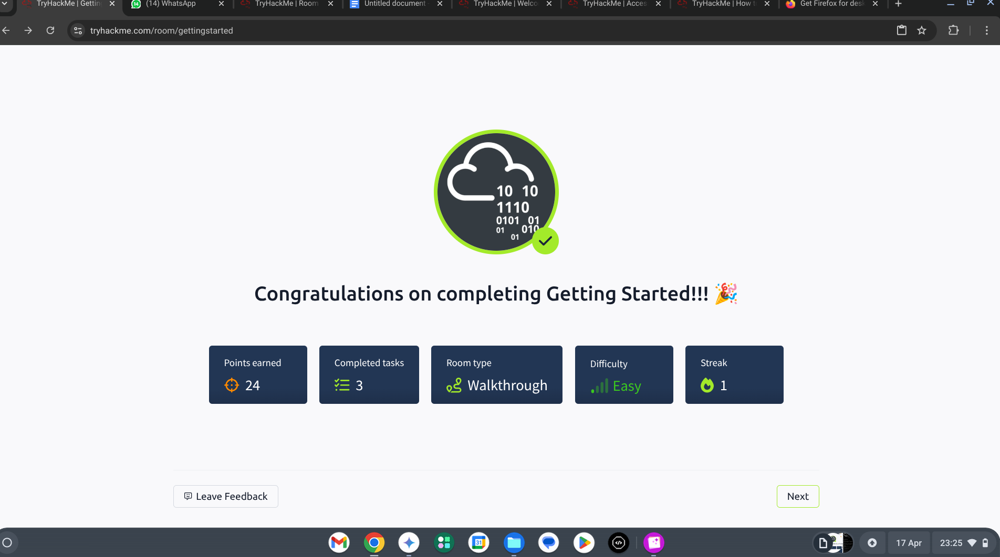 TryHackMe | Getting
(14) WhatsApp
TryHackMe | Room
Untitled document
TryHackMe | Welco
TryHackMe | Acces
TryHackMe | How t
Get Firefox for desk
tryhackme.com/room/gettingstarted
10 10
1110
0101 01
01 010
01
Congratulations on completing Getting Started!!! 🎉
Points earned
24
Completed tasks
3
Room type
Walkthrough
Difficulty
Easy
Streak
1
Leave Feedback
Next
31
17 Apr
23:25